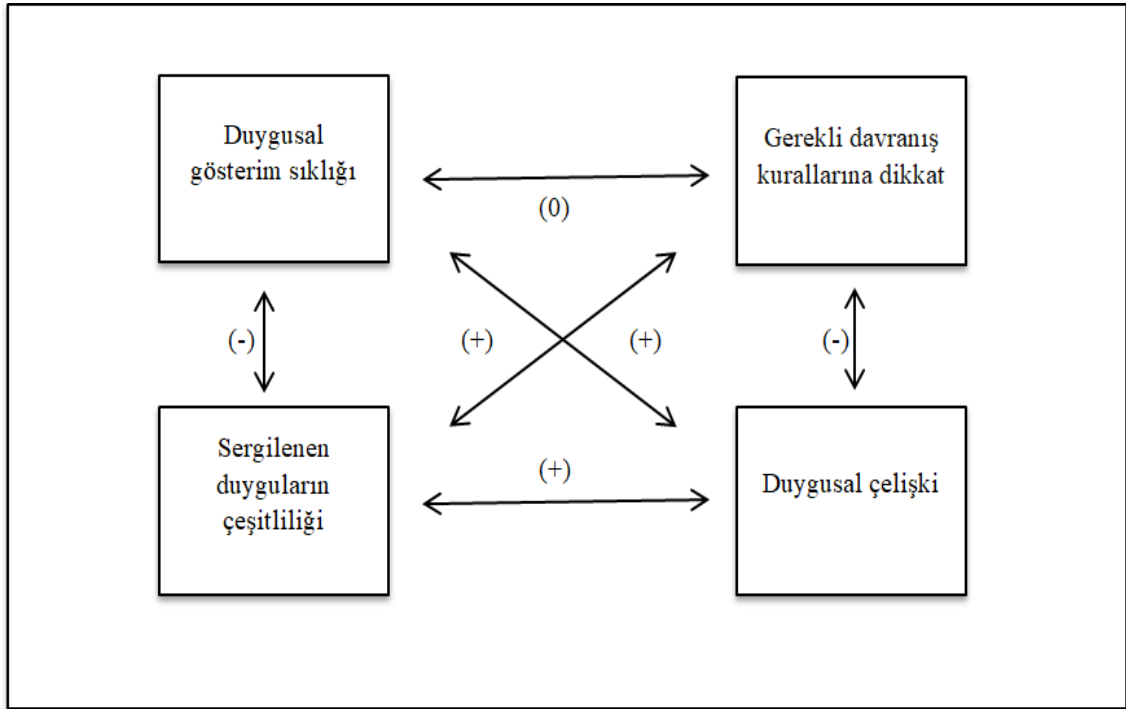 Duygusal
gösterim sıklığı
Gerekli davranış
kurallarına dikkat
(0)
(-)
(+)
(+)
(-)
Sergilenen
duyguların
çeşitliliği
(+)
Duygusal çelişki